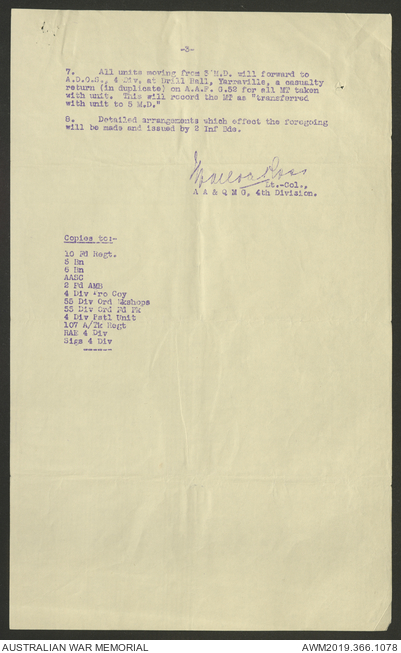 -3-
7. All units moving from 3 M.D. will forward to
A.D.O.S., 4 Div. at Drill Hall, Yarraville, a casualty
return (in duplicate) on A.A.F. G.52 for all MT taken
with unit. This will record the MT as "transferred
with unit to 5 M.D."
8. Detailed arrangements which effect the foregoing
will be made and issued by 2 Inf Bde.
Lt.-Col.,
A A & Q M G, 4th Division.
Copies to:-
10 Fd Regt.
5 Bn
6 Bn
AASC
2 Fd AMB
4 Div Pro Coy
55 Div Ord Wkshops
55 Div Ord Fd Pk
4 Div Pstl Unit
107 A/Tk Regt
RAE 4 Div
Sigs 4 Div
AUSTRALIAN WAR MEMORIAL
AWM2019.366.1078